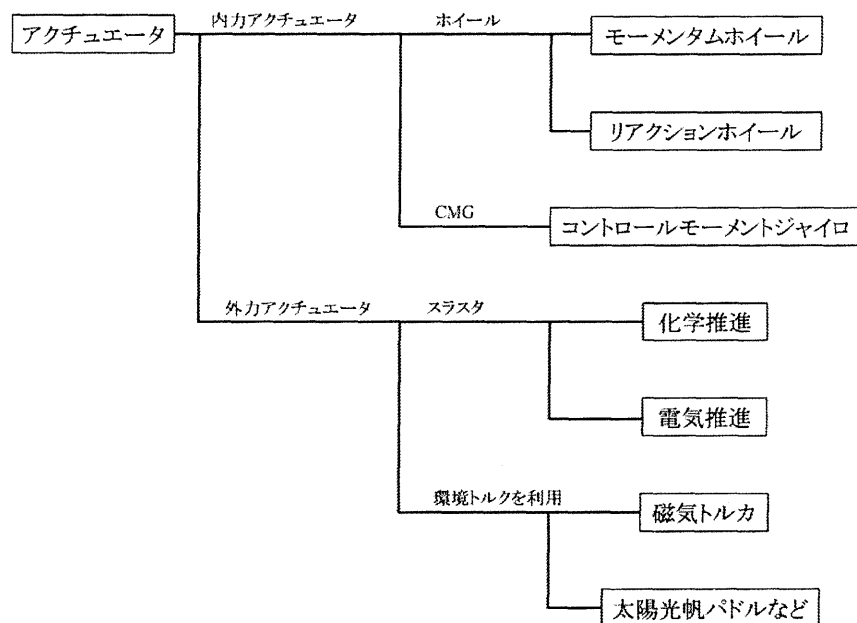 アクチュエータ
内力アクチュエータ
ホイール
モーメンタムホイール
リアクションホイール
CMG
コントロールモーメントジャイロ
外力アクチュエータ
スラスタ
化学推進
電気推進
環境トルクを利用
磁気トルカ
太陽光帆パドルなど